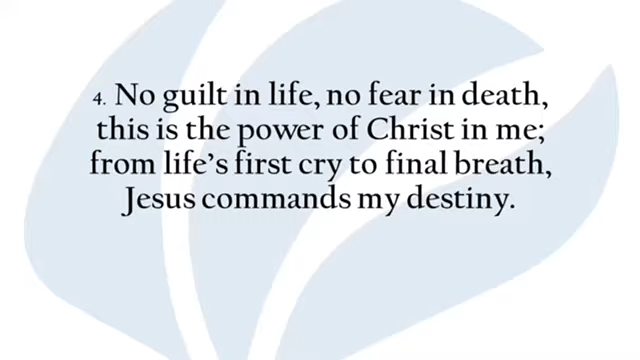 4. No guilt in life, no fear in death,
this is the power of Christ in me;
from life’s first cry to final breath,
Jesus commands my destiny.